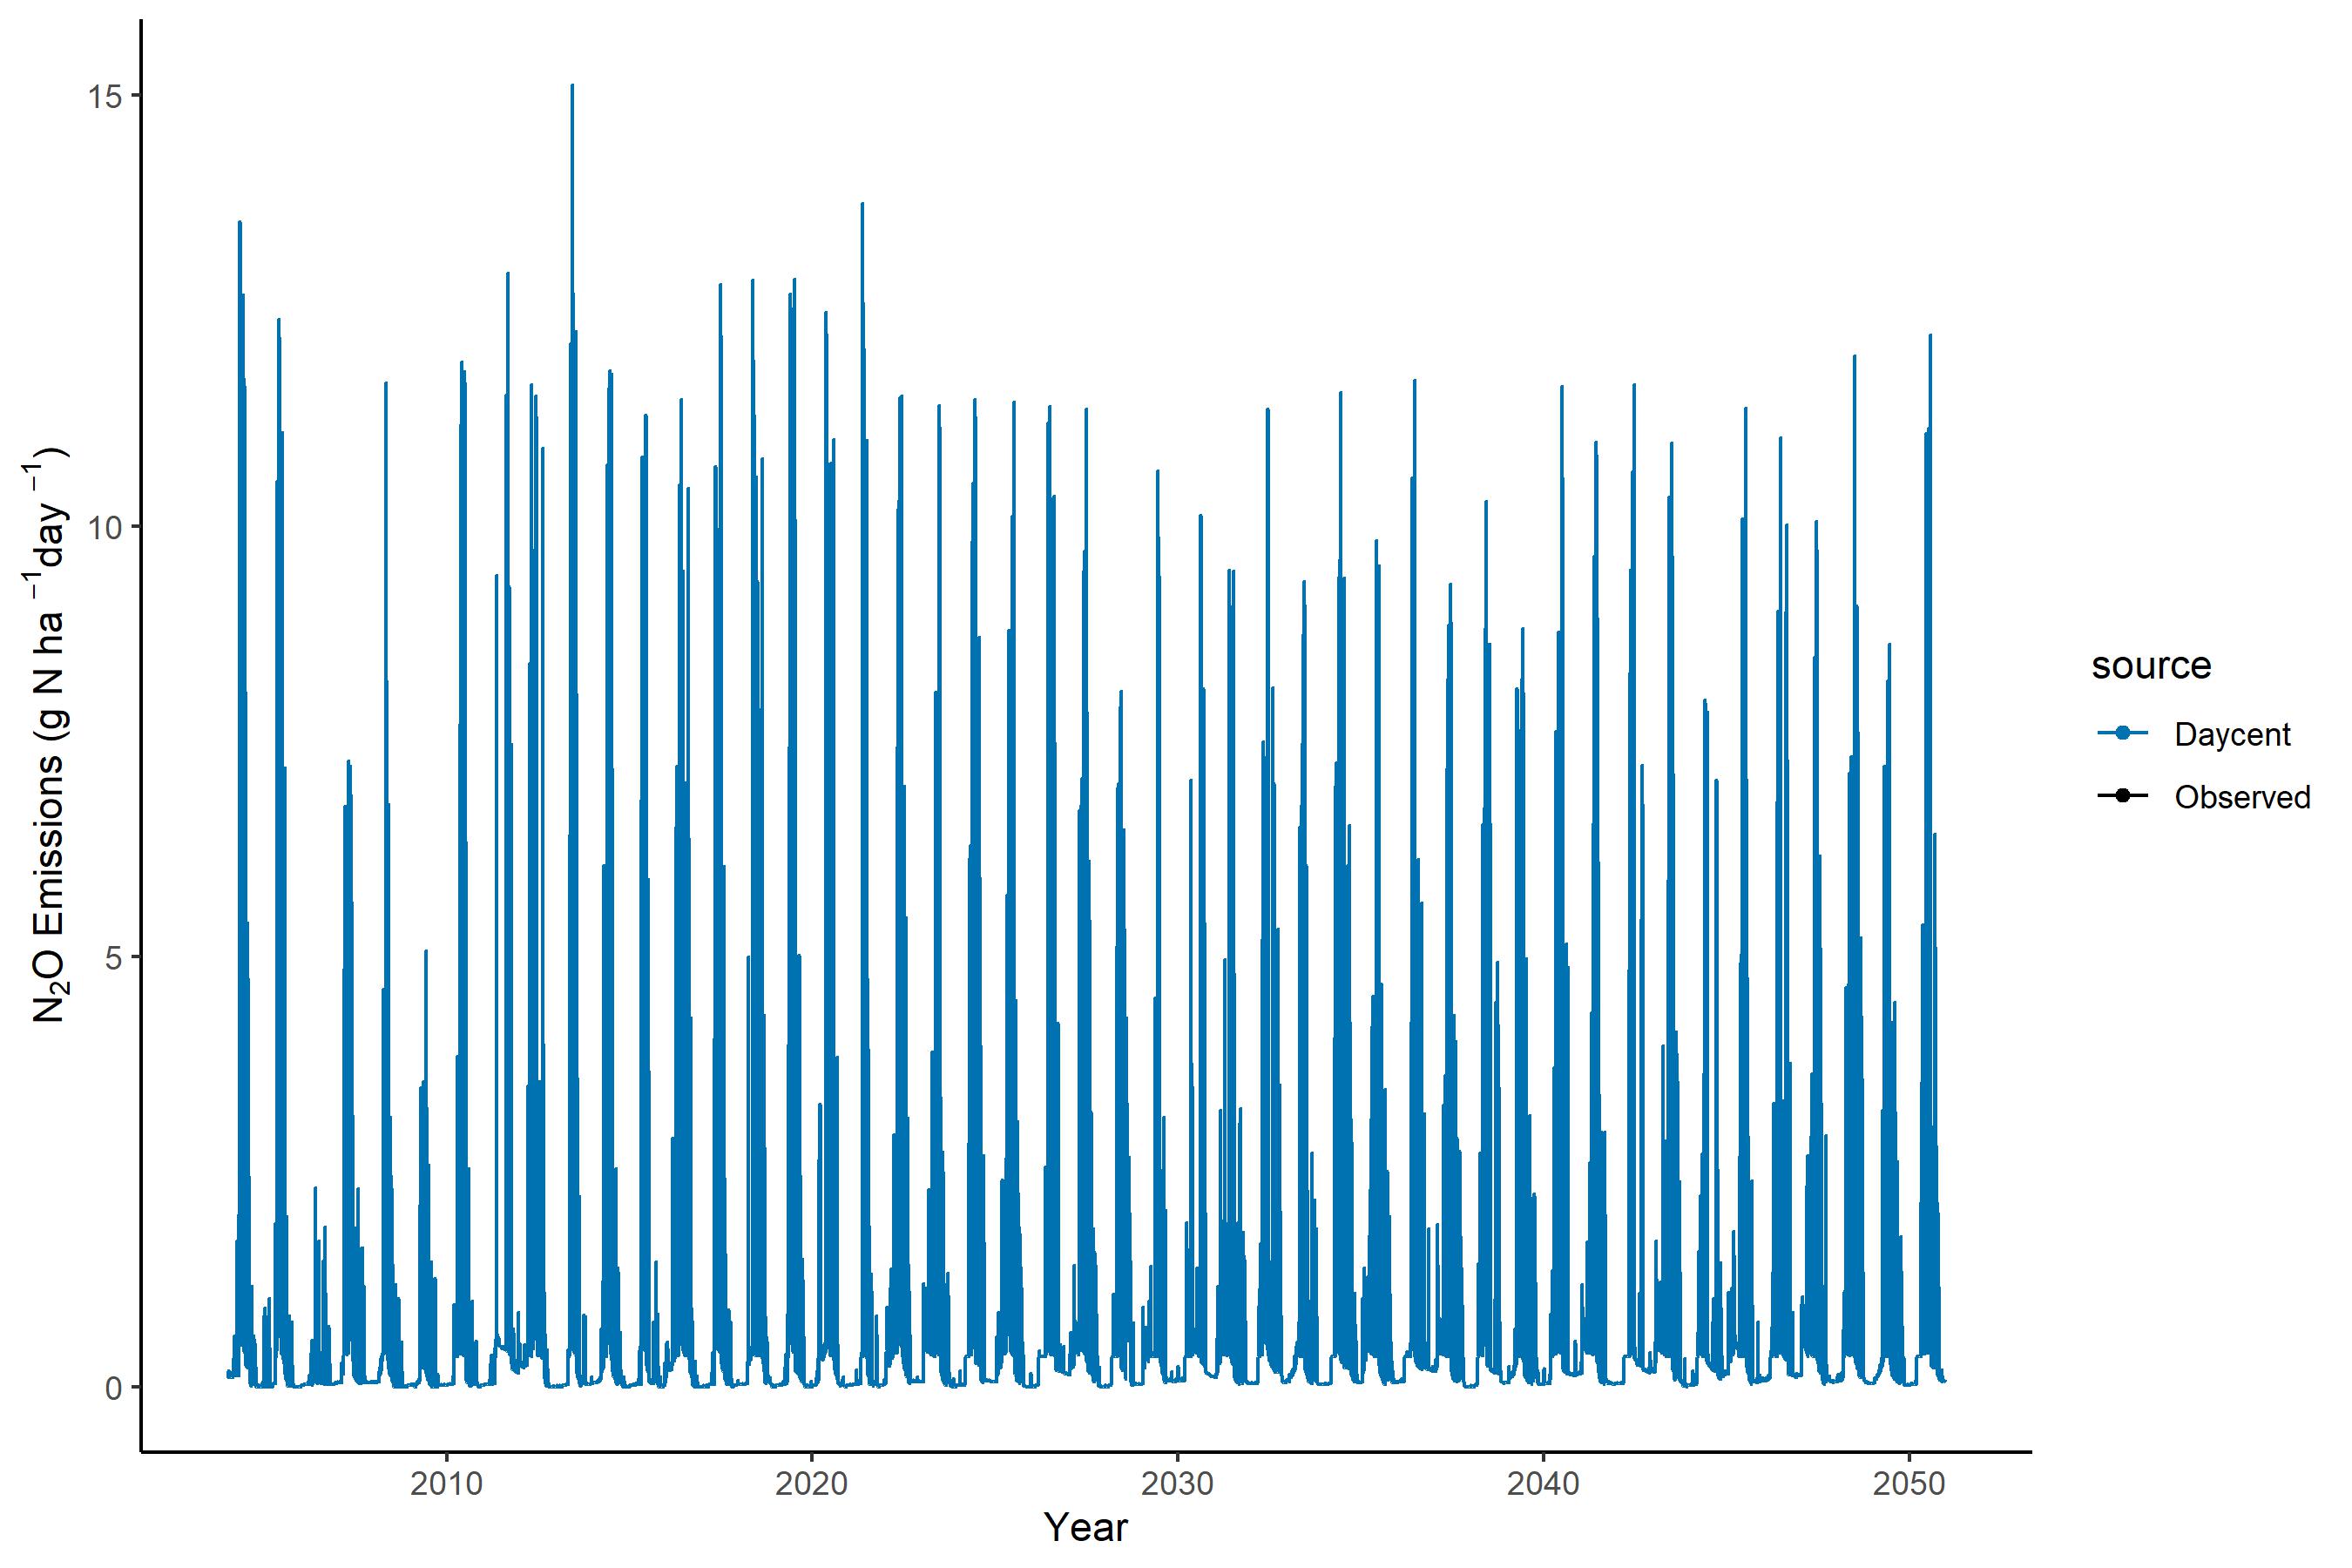 15
10
5
0
N₂O Emissions (g N ha ⁻¹day ⁻¹)
2010 2020 2030 2040 2050
Year
source
Daycent
Observed